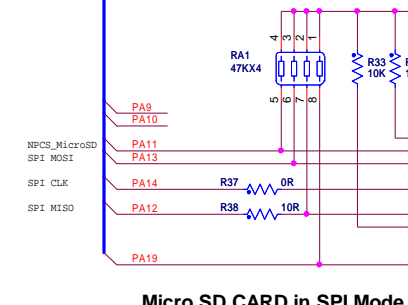 4 3 2 1
RA1
47KX4
R33
10K
5 6 7 8
PA9
PA10
NPCS_MicroSD PA11
SPI MOSI PA13
SPI CLK PA14 R37 0R
SPI MISO PA12 R38 10R
PA19
Micro SD CARD in SPI Mode